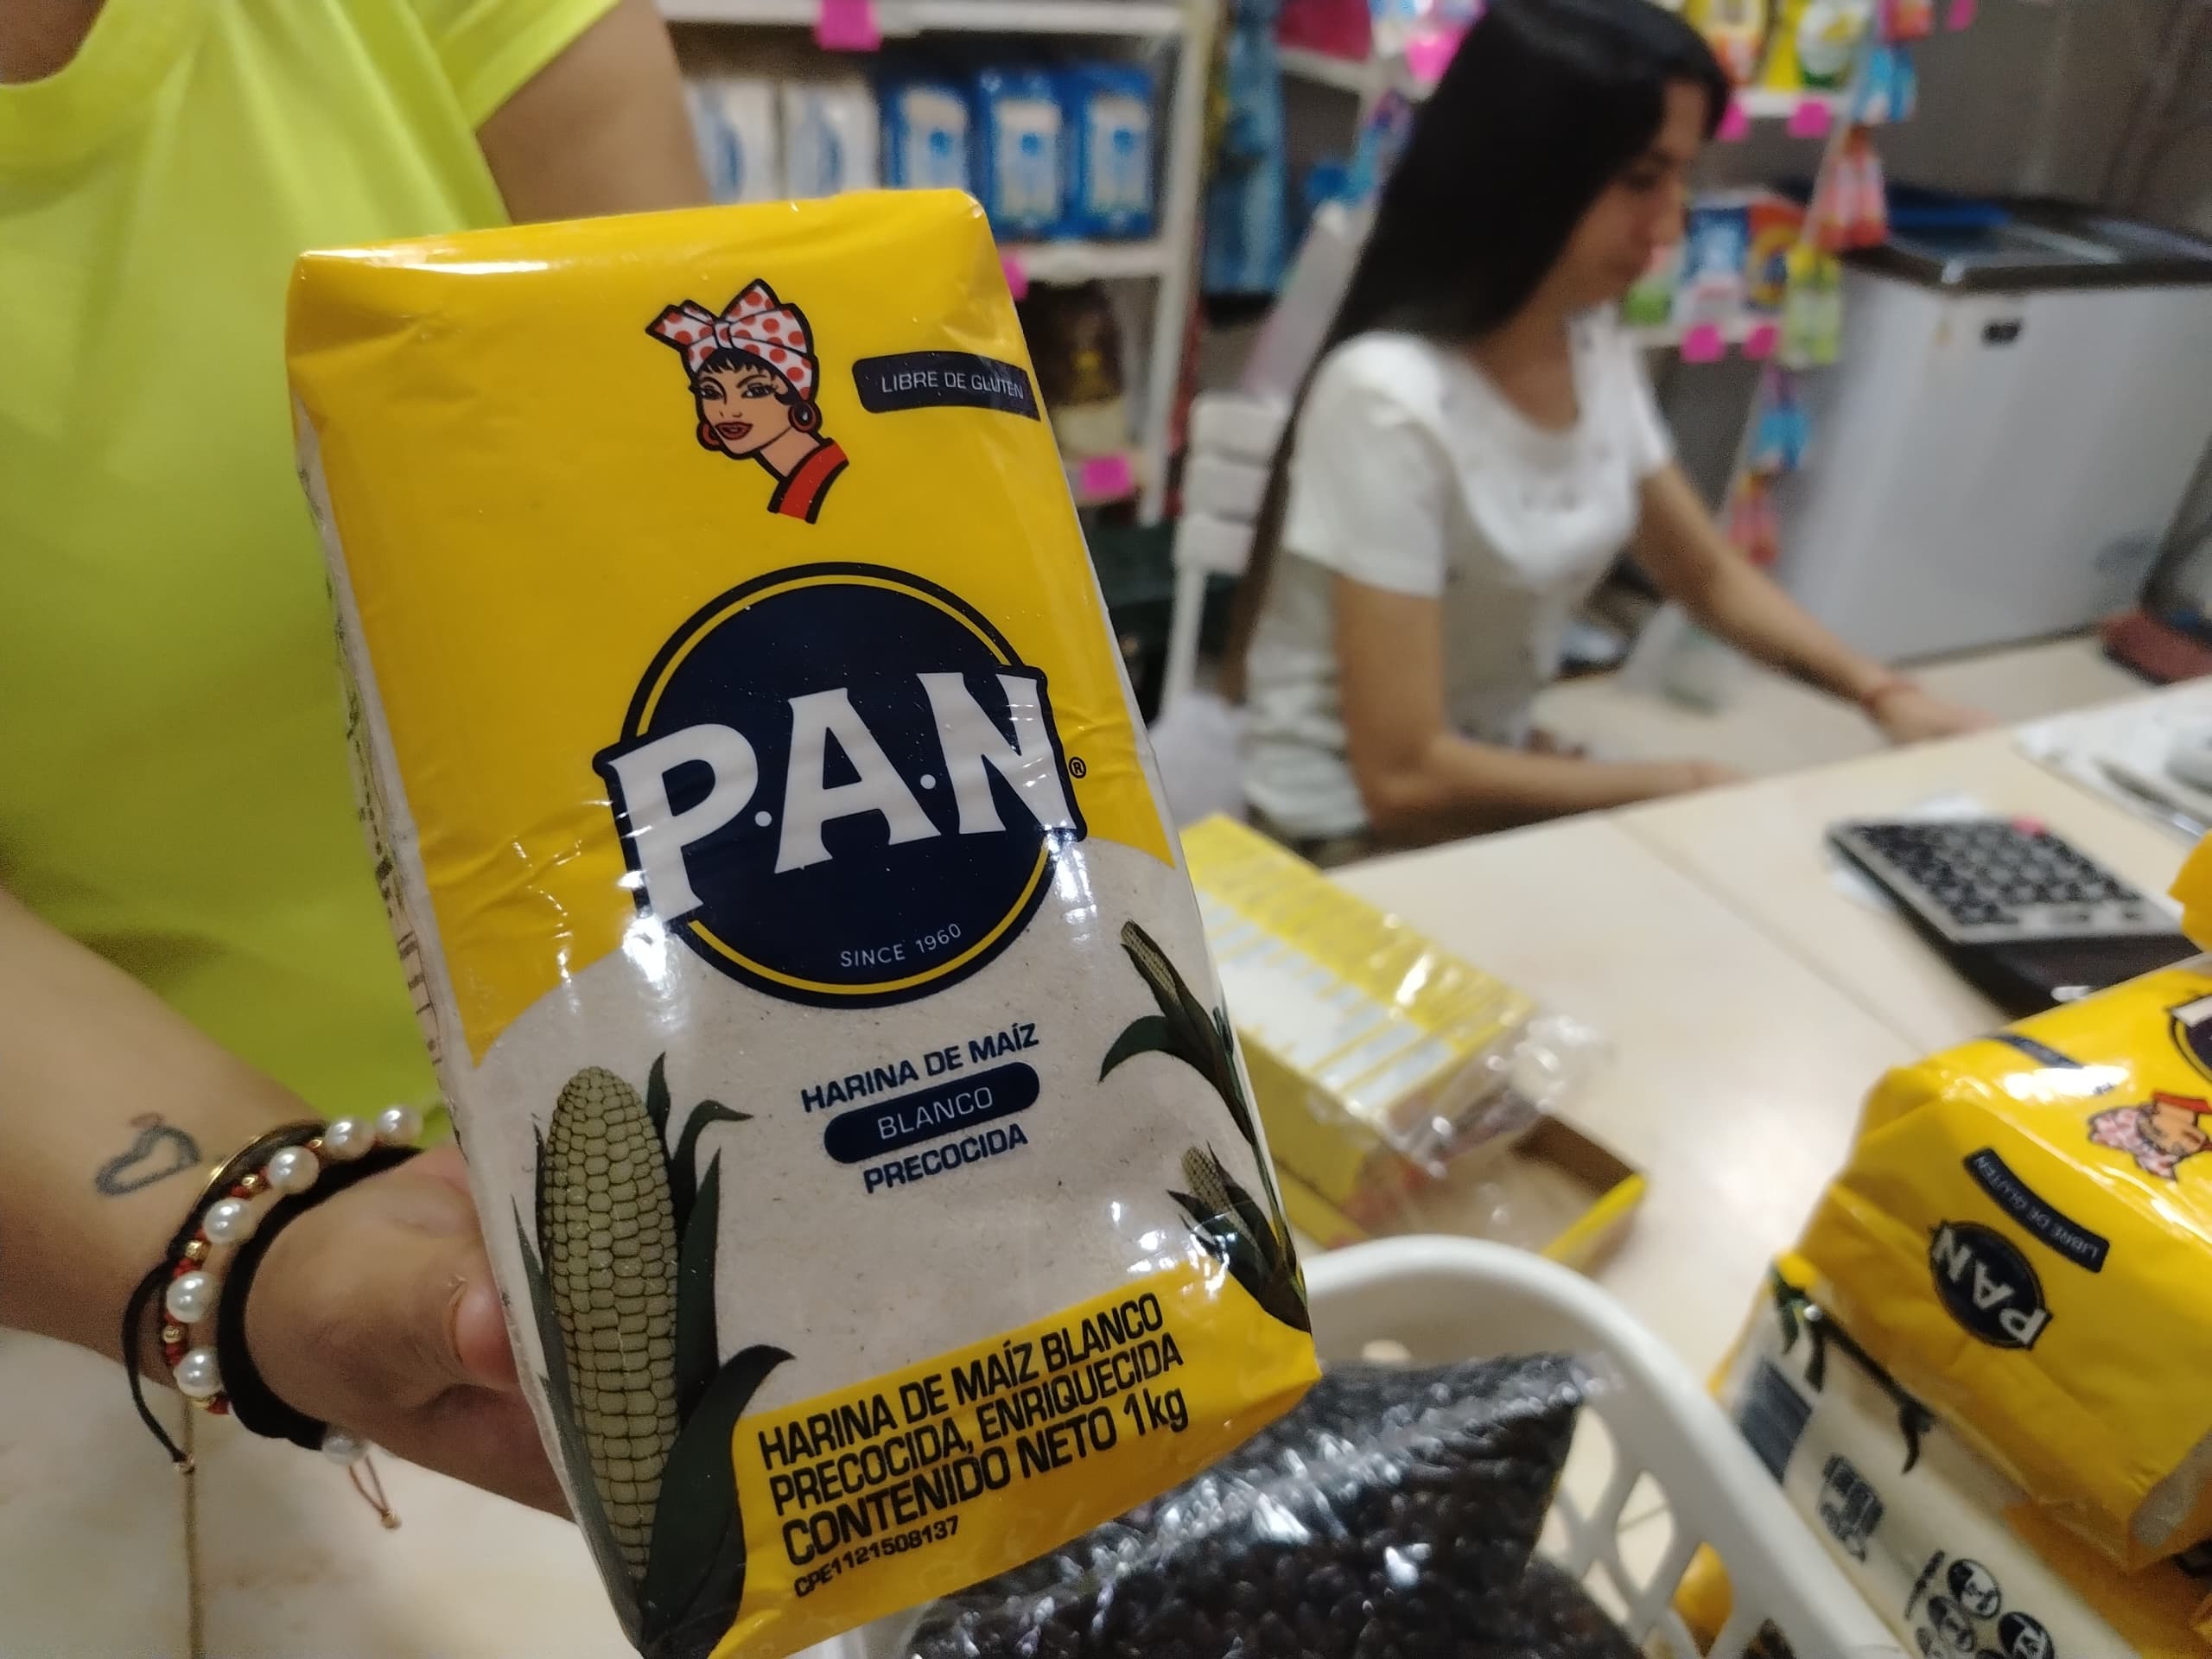 LIBRE DE GLUTEN
P.A.N®
SINCE 1960
HARINA DE MAÍZ
BLANCO
PRECOCIDA
HARINA DE MAÍZ BLANCO
PRECOCIDA, ENRIQUECIDA
CONTENIDO NETO 1kg
CPE1121508137
LIBRE DE GLUTEN
PAN